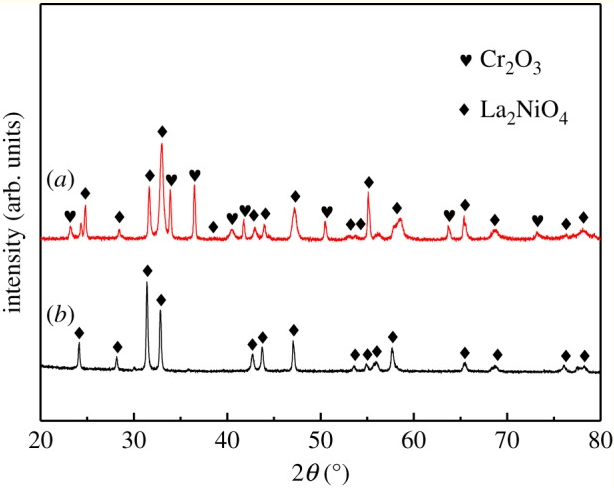 ♥ Cr₂O₃
♦ La₂NiO₄
(a)
(b)
intensity (arb. units)
20 30 40 50 60 70 80
2θ (°)